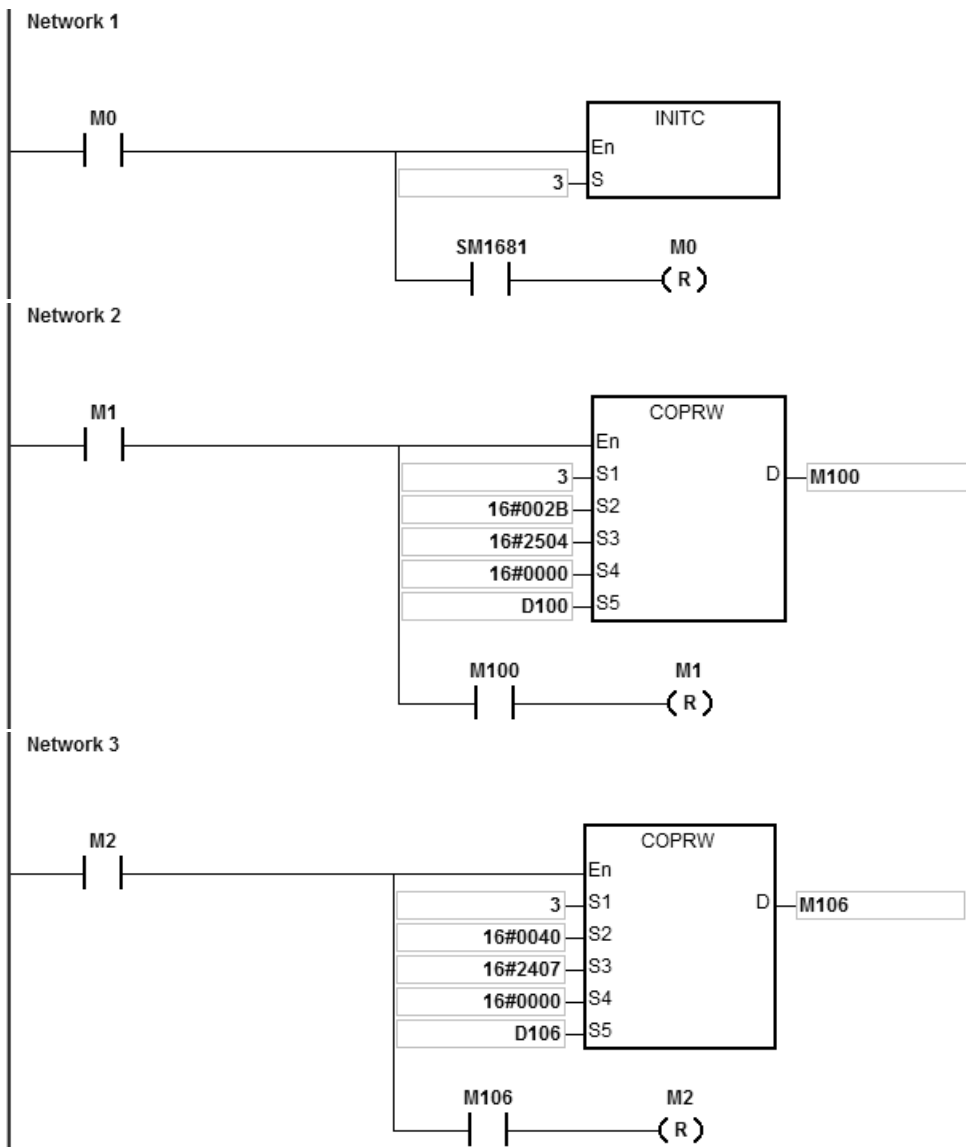 Network 1
M0
INITC
En
3 S
SM1681 M0
( R )
Network 2
M1
COPRW
En
3 S1 D M100
16#002B S2
16#2504 S3
16#0000 S4
D100 S5
M100 M1
( R )
Network 3
M2
COPRW
En
3 S1 D M106
16#0040 S2
16#2407 S3
16#0000 S4
D106 S5
M106 M2
( R )